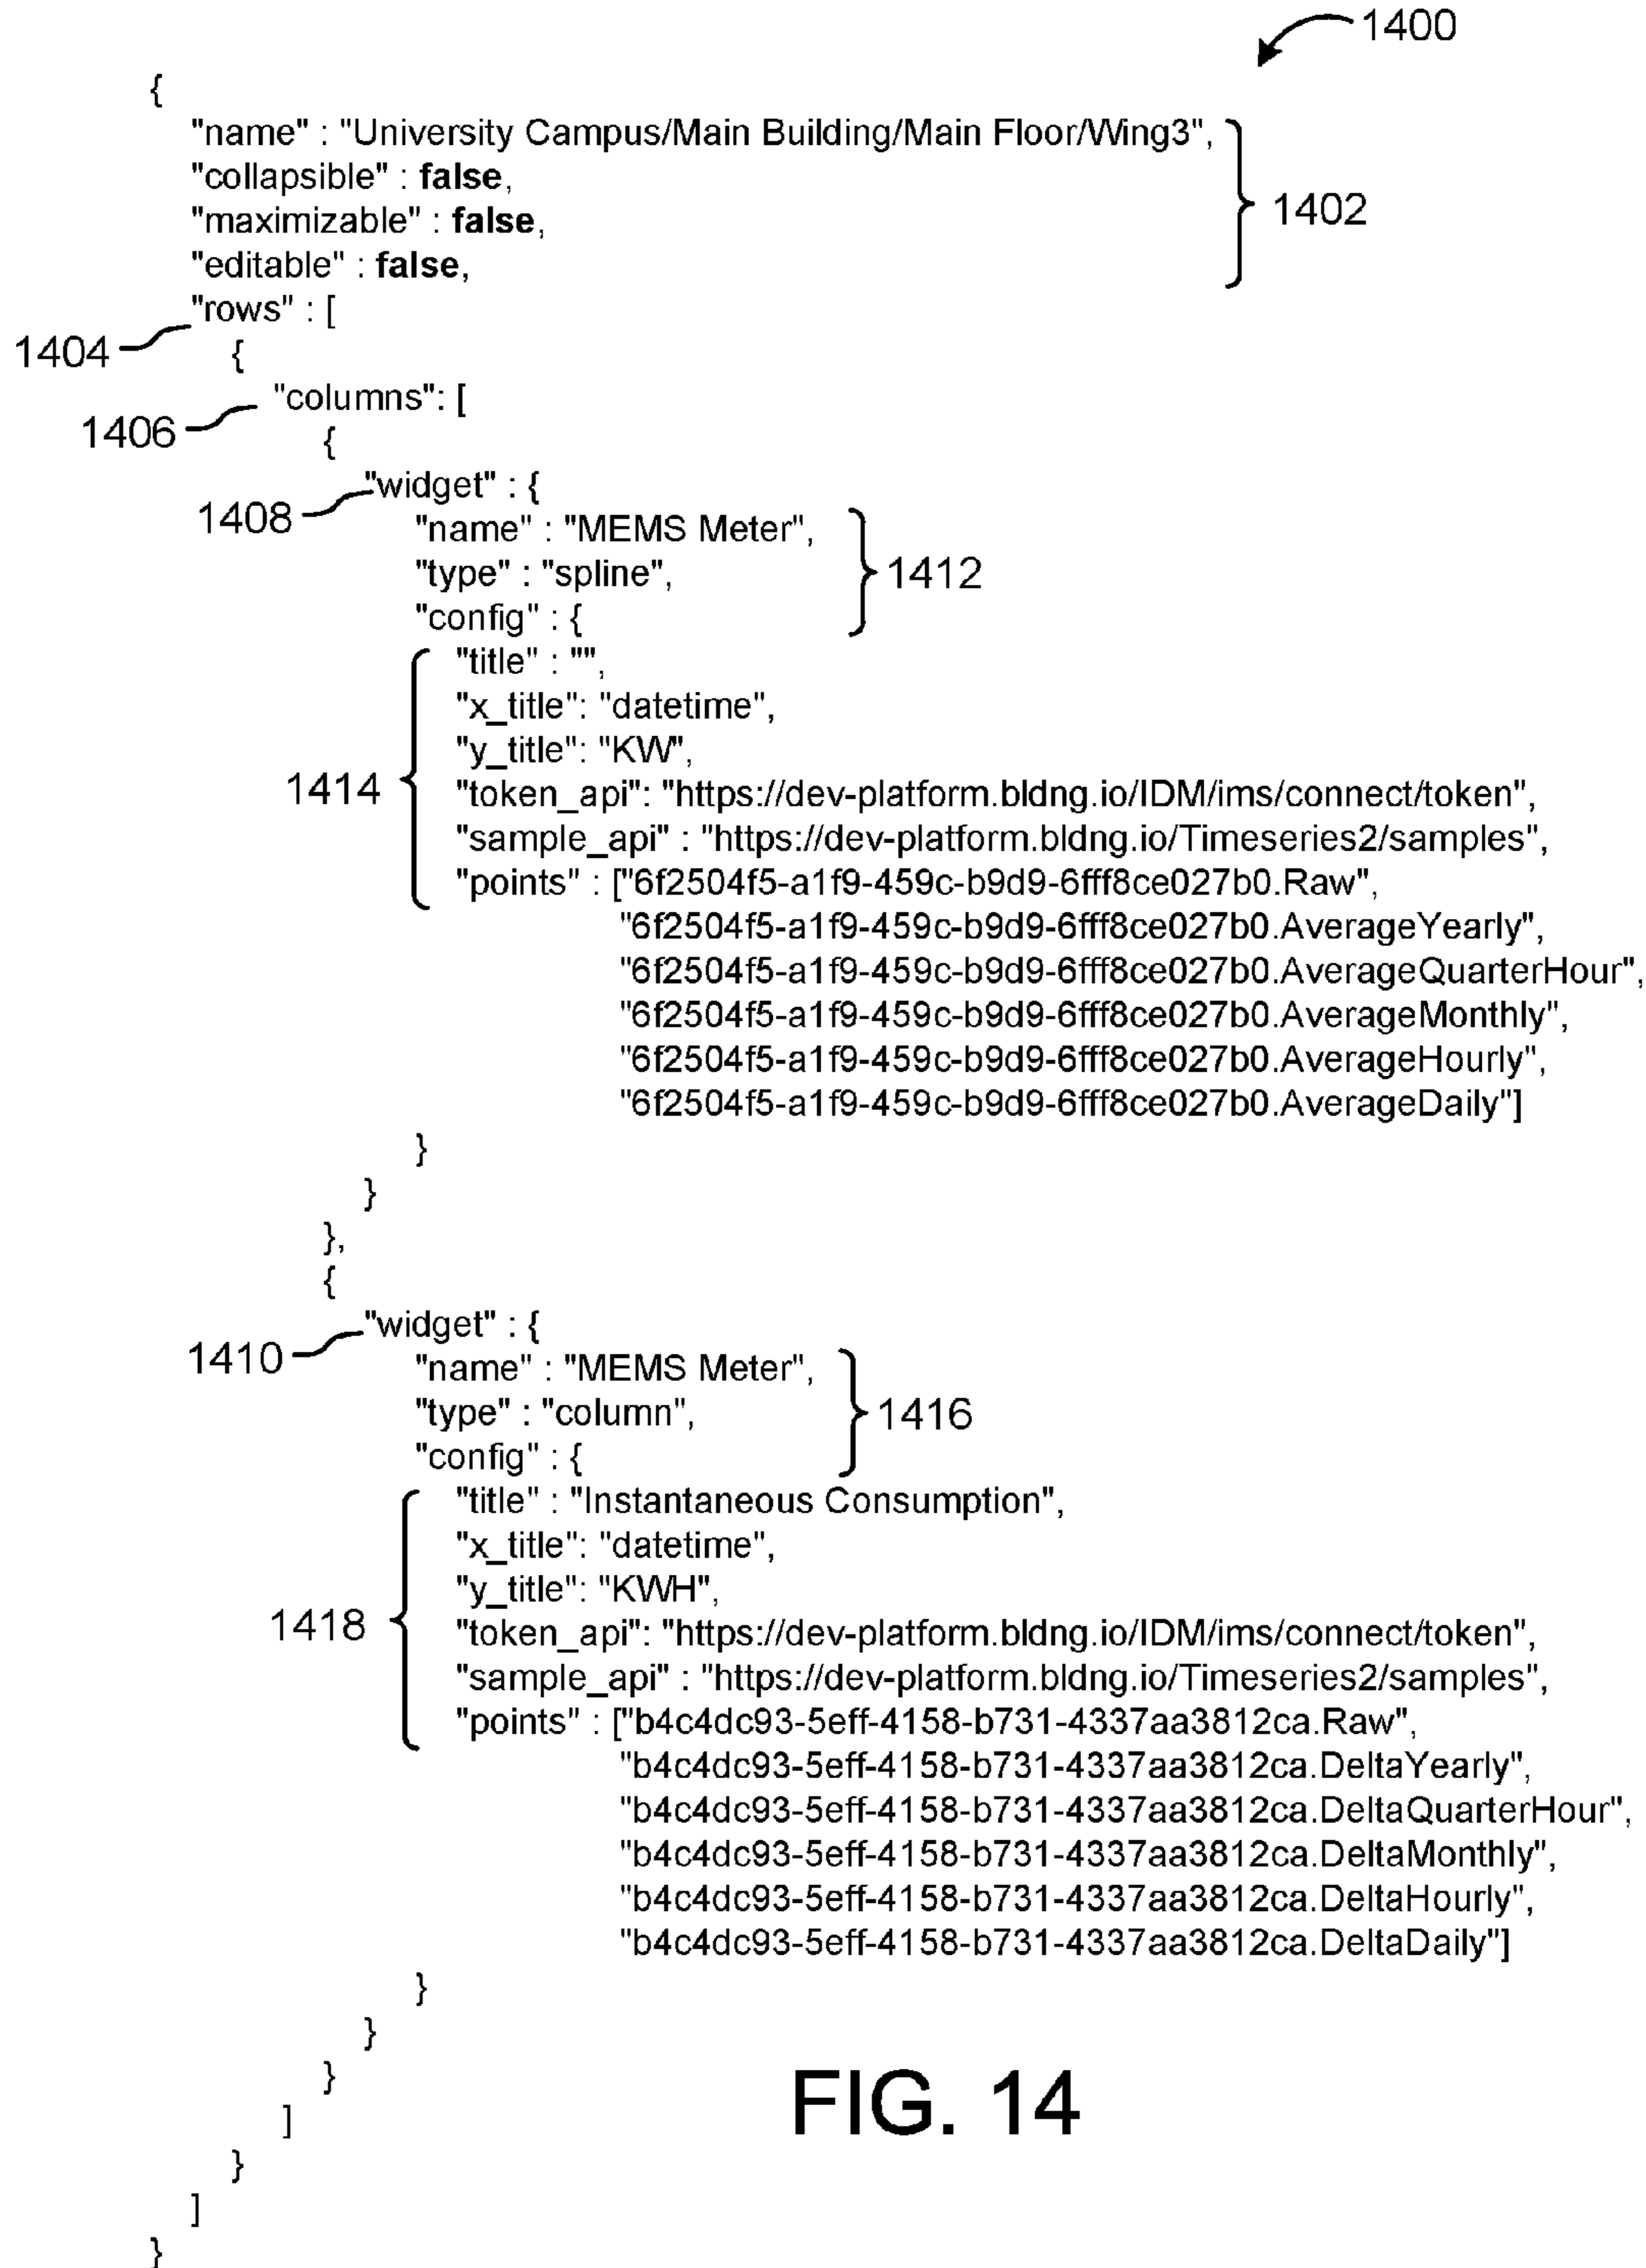 1400
{
"name" : "University Campus/Main Building/Main Floor/Wing3",
"collapsible" : false,
"maximizable" : false,
1402
"editable" : false,
"rows" : [
1404
{
"columns": [
1406
{
"widget" : {
1408
"name" : "MEMS Meter",
"type" : "spline",
1412
"config" : {
"title" : "",
"x_title": "datetime",
"y_title": "KW",
1414
"token_api": "https://dev-platform.bldng.io/IDM/ims/connect/token",
"sample_api" : "https://dev-platform.bldng.io/Timeseries2/samples",
"points" : ["6f2504f5-a1f9-459c-b9d9-6fff8ce027b0.Raw",
"6f2504f5-a1f9-459c-b9d9-6fff8ce027b0.AverageYearly",
"6f2504f5-a1f9-459c-b9d9-6fff8ce027b0.AverageQuarterHour",
"6f2504f5-a1f9-459c-b9d9-6fff8ce027b0.AverageMonthly",
"6f2504f5-a1f9-459c-b9d9-6fff8ce027b0.AverageHourly",
"6f2504f5-a1f9-459c-b9d9-6fff8ce027b0.AverageDaily"]
}
}
},
{
"widget" : {
1410
"name" : "MEMS Meter",
"type" : "column",
1416
"config" : {
"title" : "Instantaneous Consumption",
"x_title": "datetime",
"y_title": "KWH",
1418
"token_api": "https://dev-platform.bldng.io/IDM/ims/connect/token",
"sample_api" : "https://dev-platform.bldng.io/Timeseries2/samples",
"points" : ["b4c4dc93-5eff-4158-b731-4337aa3812ca.Raw",
"b4c4dc93-5eff-4158-b731-4337aa3812ca.DeltaYearly",
"b4c4dc93-5eff-4158-b731-4337aa3812ca.DeltaQuarterHour",
"b4c4dc93-5eff-4158-b731-4337aa3812ca.DeltaMonthly",
"b4c4dc93-5eff-4158-b731-4337aa3812ca.DeltaHourly",
"b4c4dc93-5eff-4158-b731-4337aa3812ca.DeltaDaily"]
}
}
}
]
}
]
}
FIG. 14